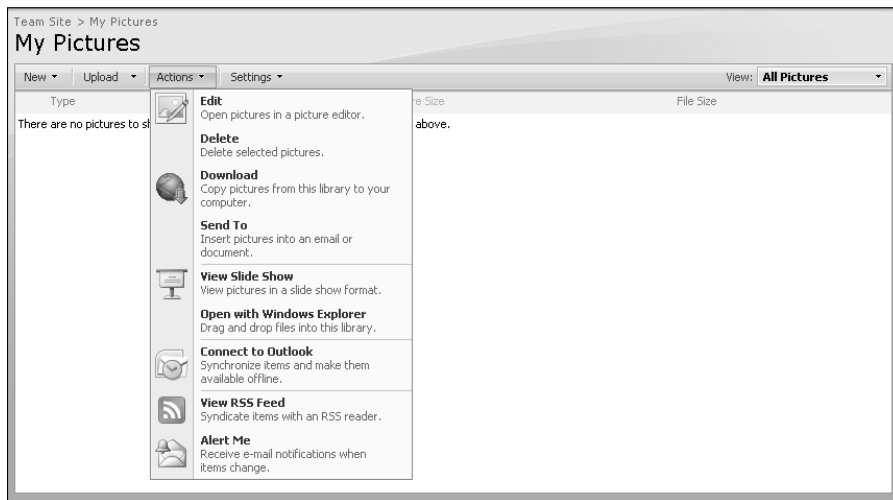 Team Site > My Pictures
My Pictures
New Upload Actions Settings View: All Pictures
Type re Size File Size
There are no pictures to sh above.
Edit
Open pictures in a picture editor.
Delete
Delete selected pictures.
Download
Copy pictures from this library to your
computer.
Send To
Insert pictures into an email or
document.
View Slide Show
View pictures in a slide show format.
Open with Windows Explorer
Drag and drop files into this library.
Connect to Outlook
Synchronize items and make them
available offline.
View RSS Feed
Syndicate items with an RSS reader.
Alert Me
Receive e-mail notifications when
items change.